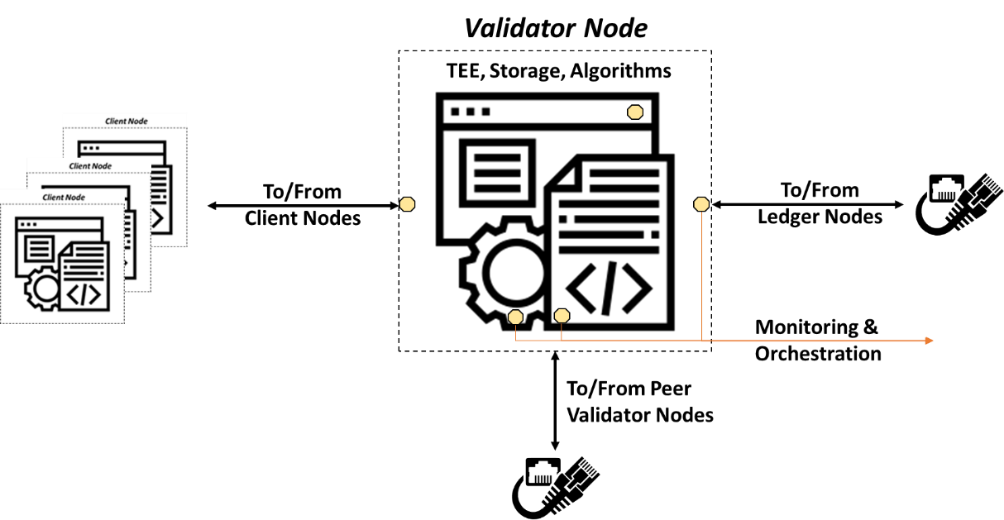 Validator Node
TEE, Storage, Algorithms
Client Node
Client Node
Client Node
To/From
Client Nodes
To/From
Ledger Nodes
Monitoring &
Orchestration
To/From Peer
Validator Nodes